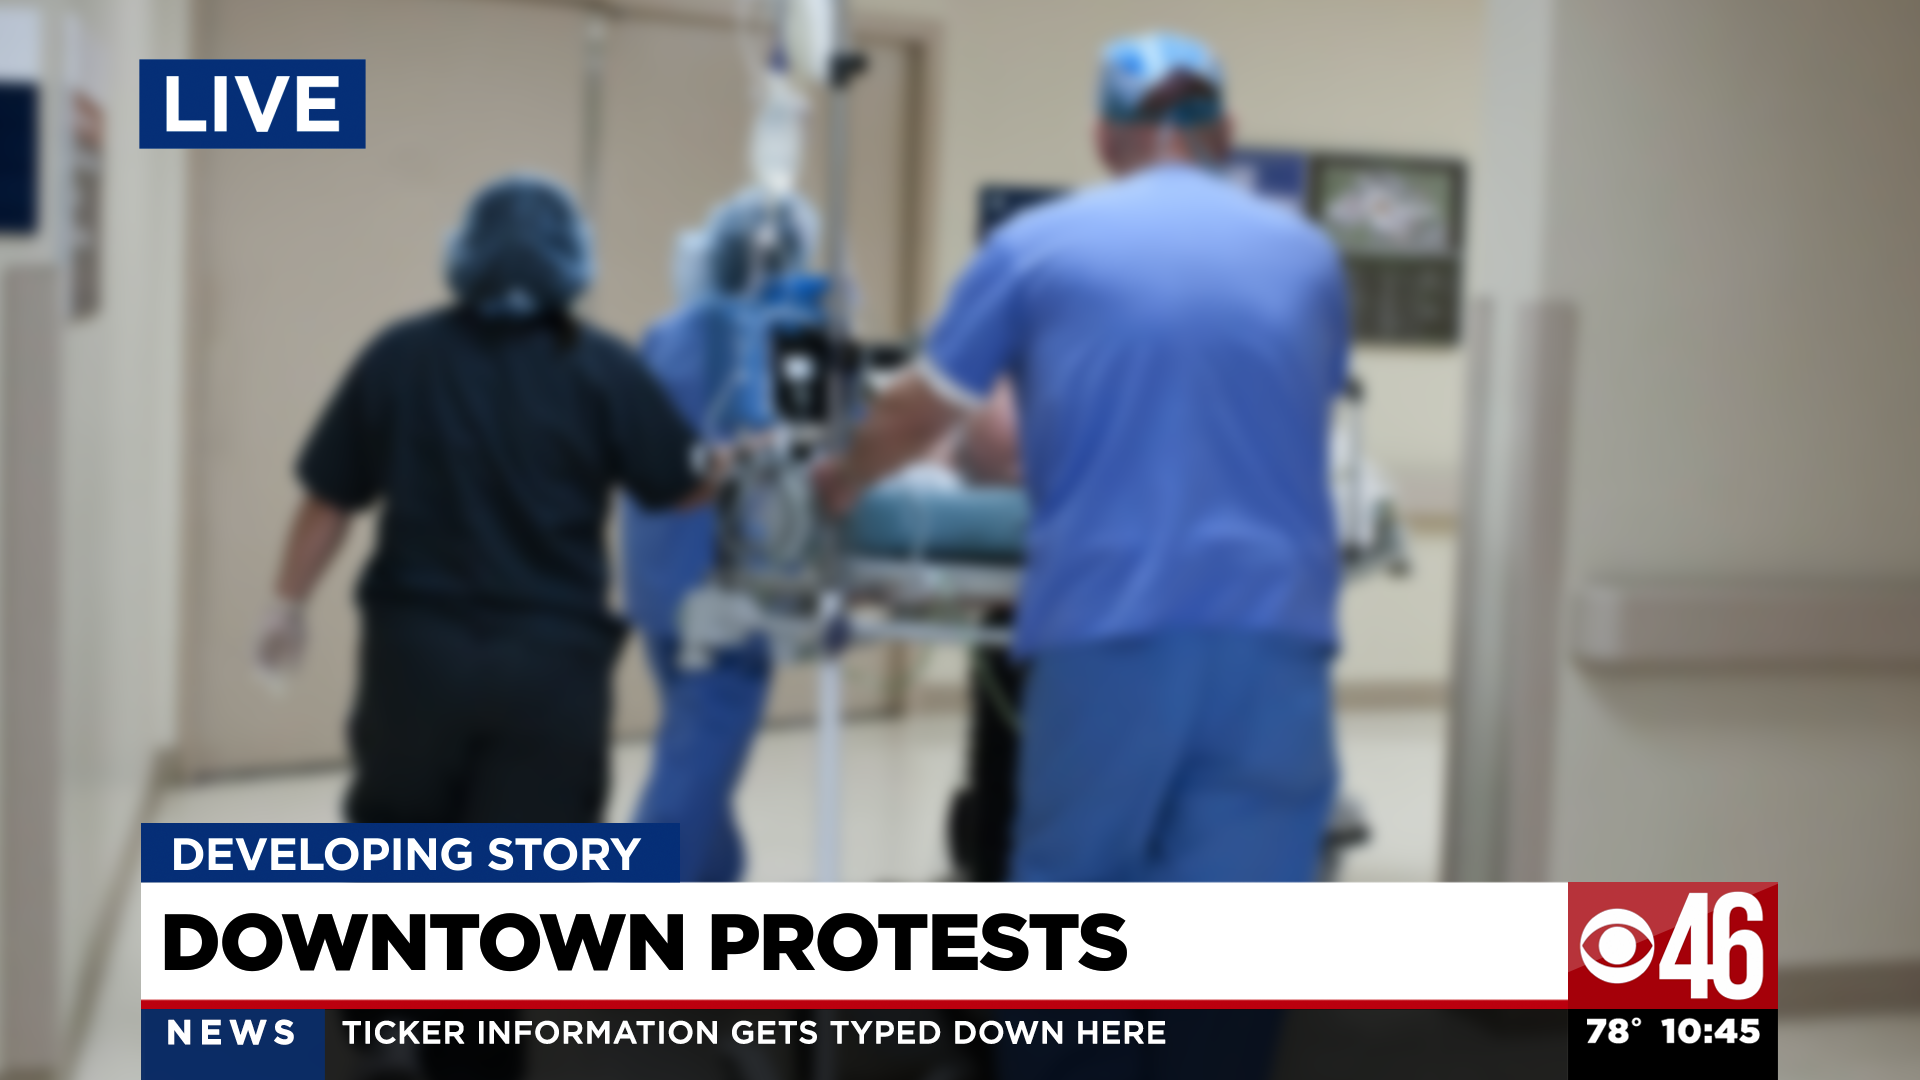 LIVE
DEVELOPING STORY
DOWNTOWN PROTESTS
46
NEWS TICKER INFORMATION GETS TYPED DOWN HERE
78° 10:45